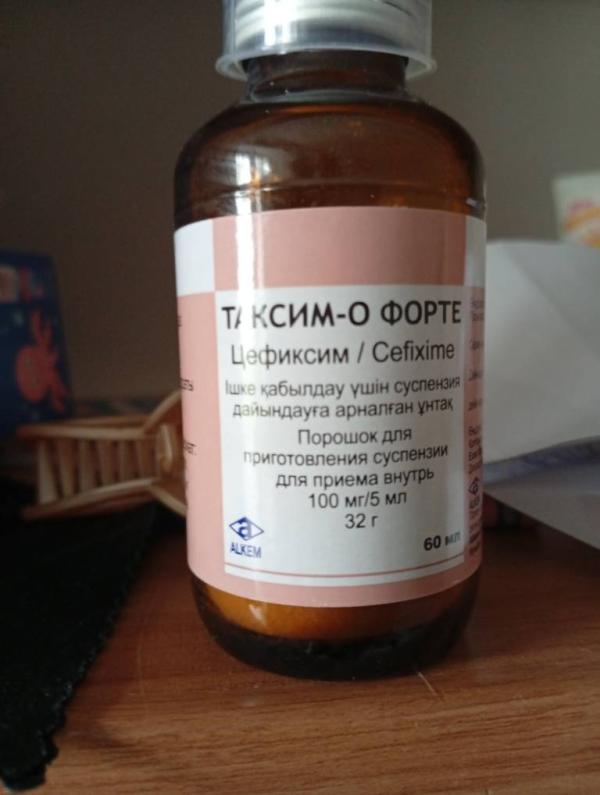 ТАКСИМ-О ФОРТЕ
Цефиксим / Cefixime
Ішке қабылдау үшін суспензия
дайындауға арналған ұнтақ
Порошок для
приготовления суспензии
для приема внутрь
100 мг/5 мл
32 г
ALKEM
60 мл